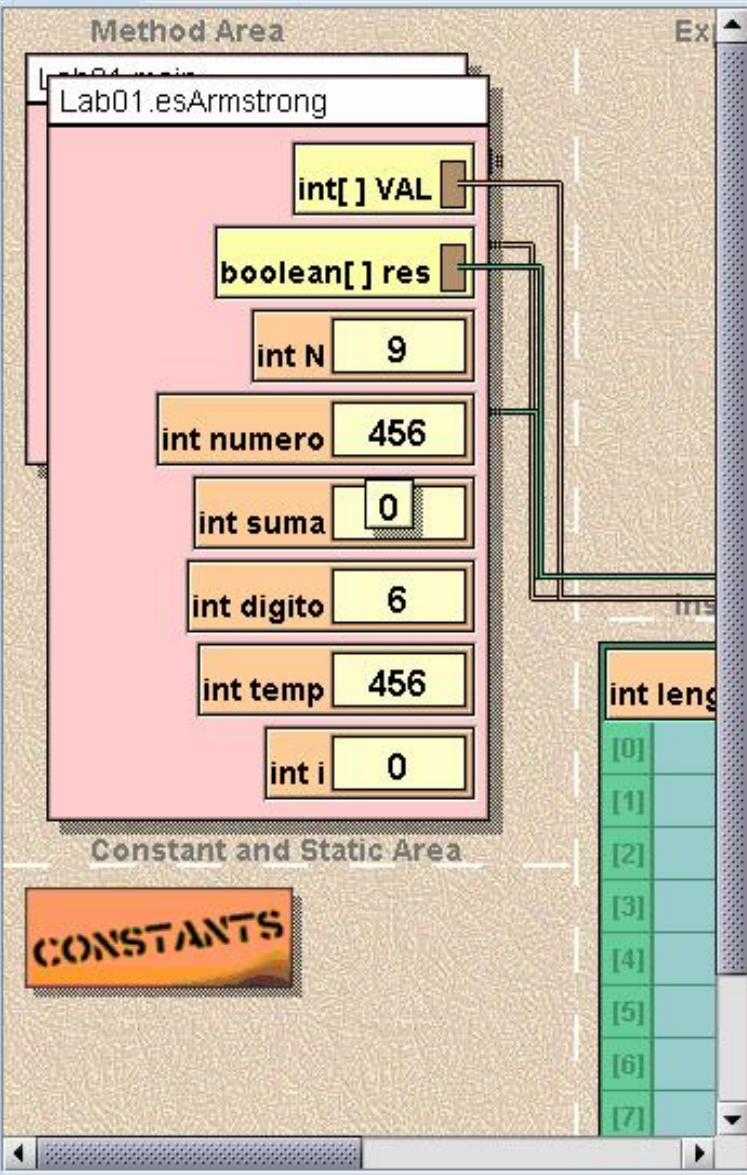 Method Area
Lab01.main
Lab01.esArmstrong
int[ ] VAL
boolean[ ] res
int N 9
int numero 456
int suma 0
int digito 6
int temp 456
int i 0
Constant and Static Area
CONSTANTS
int leng
[0]
[1]
[2]
[3]
[4]
[5]
[6]
[7]